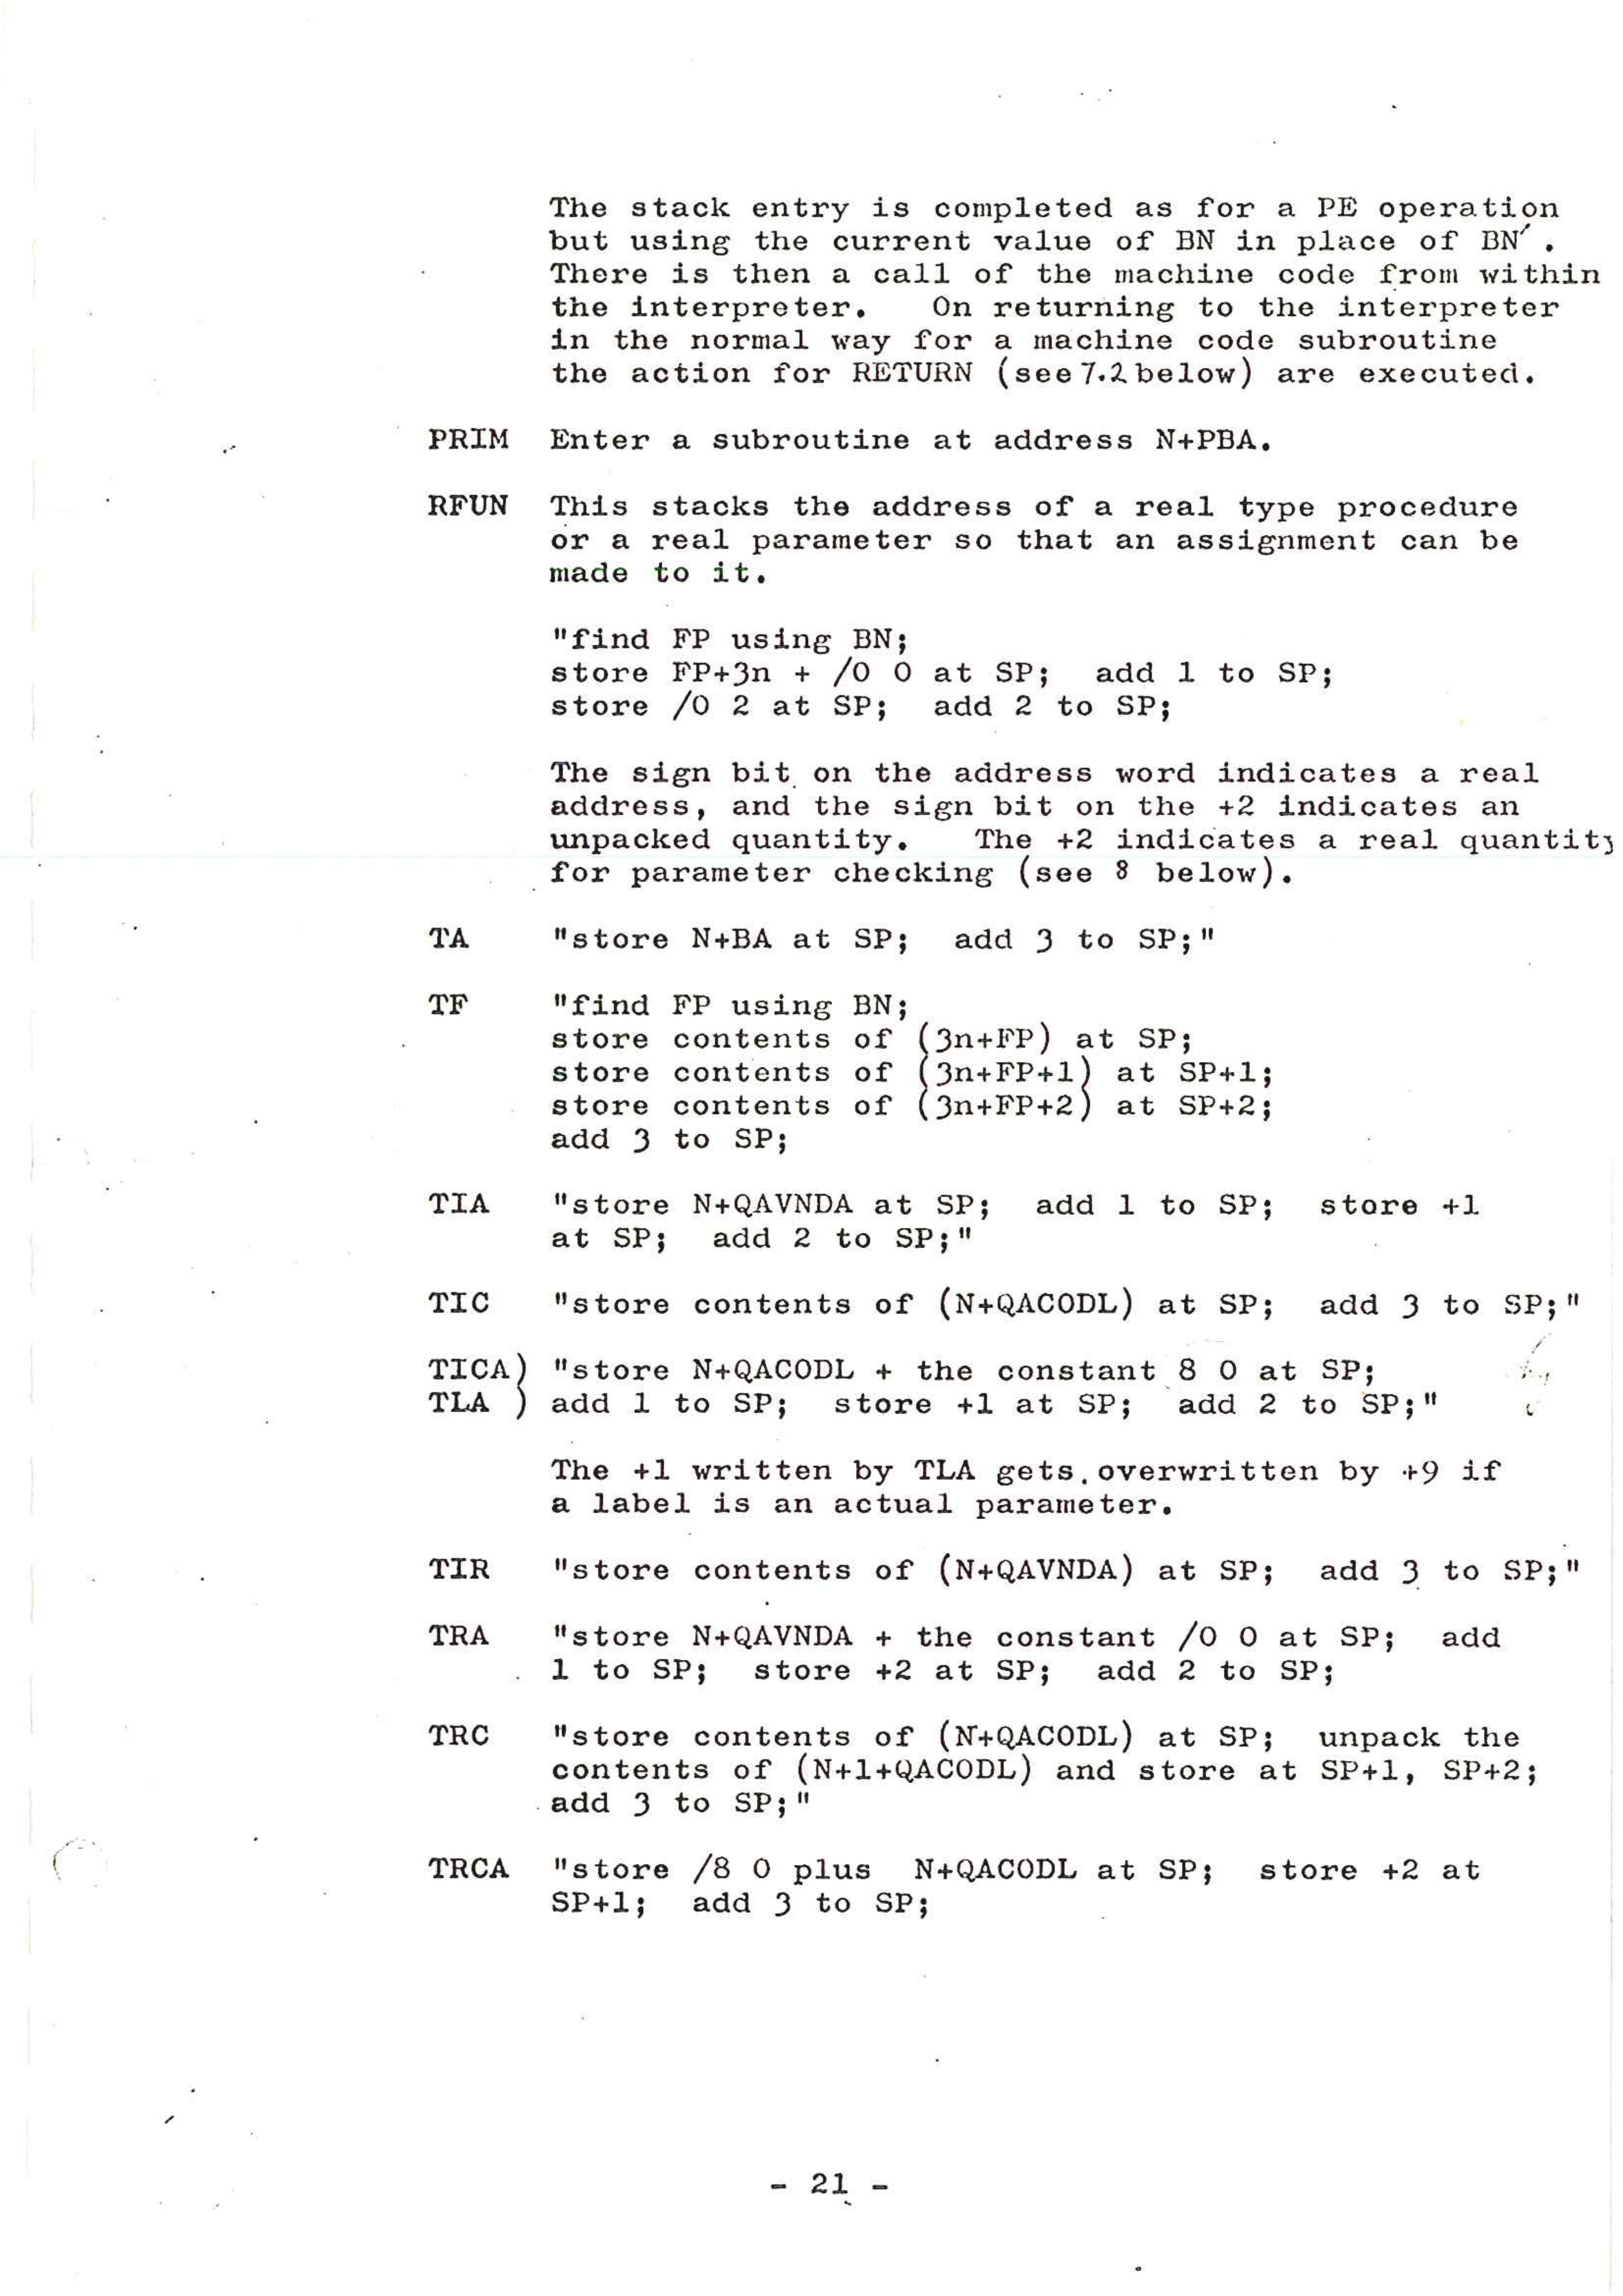 The stack entry is completed as for a PE operation
but using the current value of BN in place of BN′.
There is then a call of the machine code from within
the interpreter. On returning to the interpreter
in the normal way for a machine code subroutine
the action for RETURN (see 7.2 below) are executed.
PRIM Enter a subroutine at address N+PBA.
RFUN This stacks the address of a real type procedure
or a real parameter so that an assignment can be
made to it.
"find FP using BN;
store FP+3n + /0 0 at SP; add 1 to SP;
store /0 2 at SP; add 2 to SP;
The sign bit on the address word indicates a real
address, and the sign bit on the +2 indicates an
unpacked quantity. The +2 indicates a real quantity
for parameter checking (see 8 below).
TA "store N+BA at SP; add 3 to SP;"
TF "find FP using BN;
store contents of (3n+FP) at SP;
store contents of (3n+FP+1) at SP+1;
store contents of (3n+FP+2) at SP+2;
add 3 to SP;
TIA "store N+QAVNDA at SP; add 1 to SP; store +1
at SP; add 2 to SP;"
TIC "store contents of (N+QACODL) at SP; add 3 to SP;"
TICA) "store N+QACODL + the constant 8 0 at SP;
TLA ) add 1 to SP; store +1 at SP; add 2 to SP;"
The +1 written by TLA gets overwritten by +9 if
a label is an actual parameter.
TIR "store contents of (N+QAVNDA) at SP; add 3 to SP;"
TRA "store N+QAVNDA + the constant /0 0 at SP; add
1 to SP; store +2 at SP; add 2 to SP;
TRC "store contents of (N+QACODL) at SP; unpack the
contents of (N+1+QACODL) and store at SP+1, SP+2;
add 3 to SP;"
TRCA "store /8 0 plus N+QACODL at SP; store +2 at
SP+1; add 3 to SP;
- 21 -